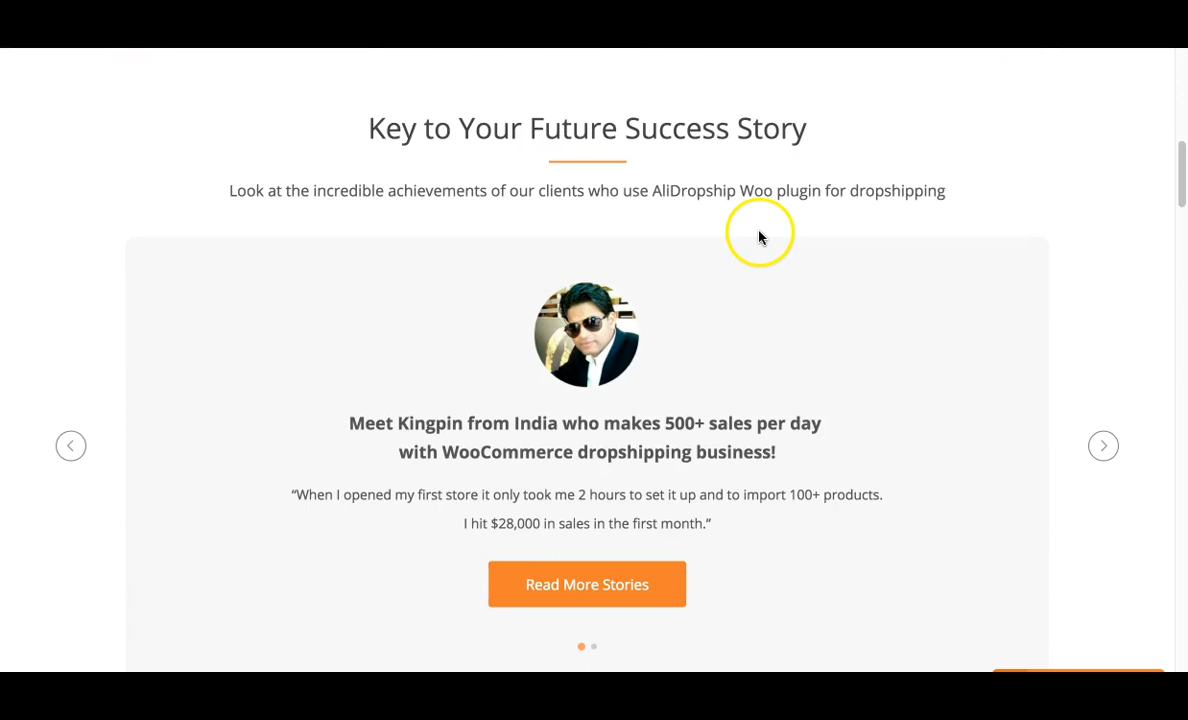 Key to Your Future Success Story
Look at the incredible achievements of our clients who use AliDropship Woo plugin for dropshipping
Meet Kingpin from India who makes 500+ sales per day
with WooCommerce dropshipping business!
“When I opened my first store it only took me 2 hours to set it up and to import 100+ products.
I hit $28,000 in sales in the first month.”
Read More Stories